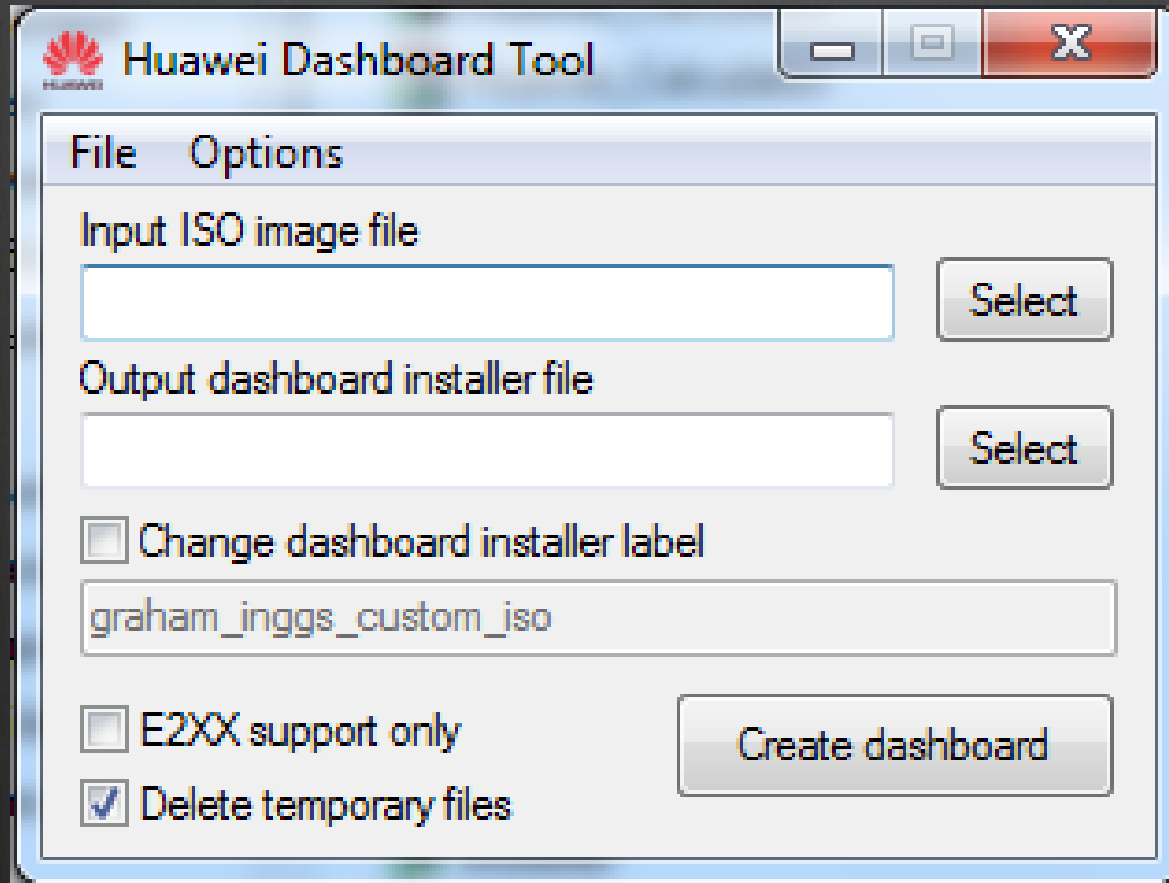 Huawei Dashboard Tool
HUAWEI
File Options
Input ISO image file
Select
Output dashboard installer file
Select
Change dashboard installer label
graham_inggs_custom_iso
E2XX support only
Create dashboard
Delete temporary files